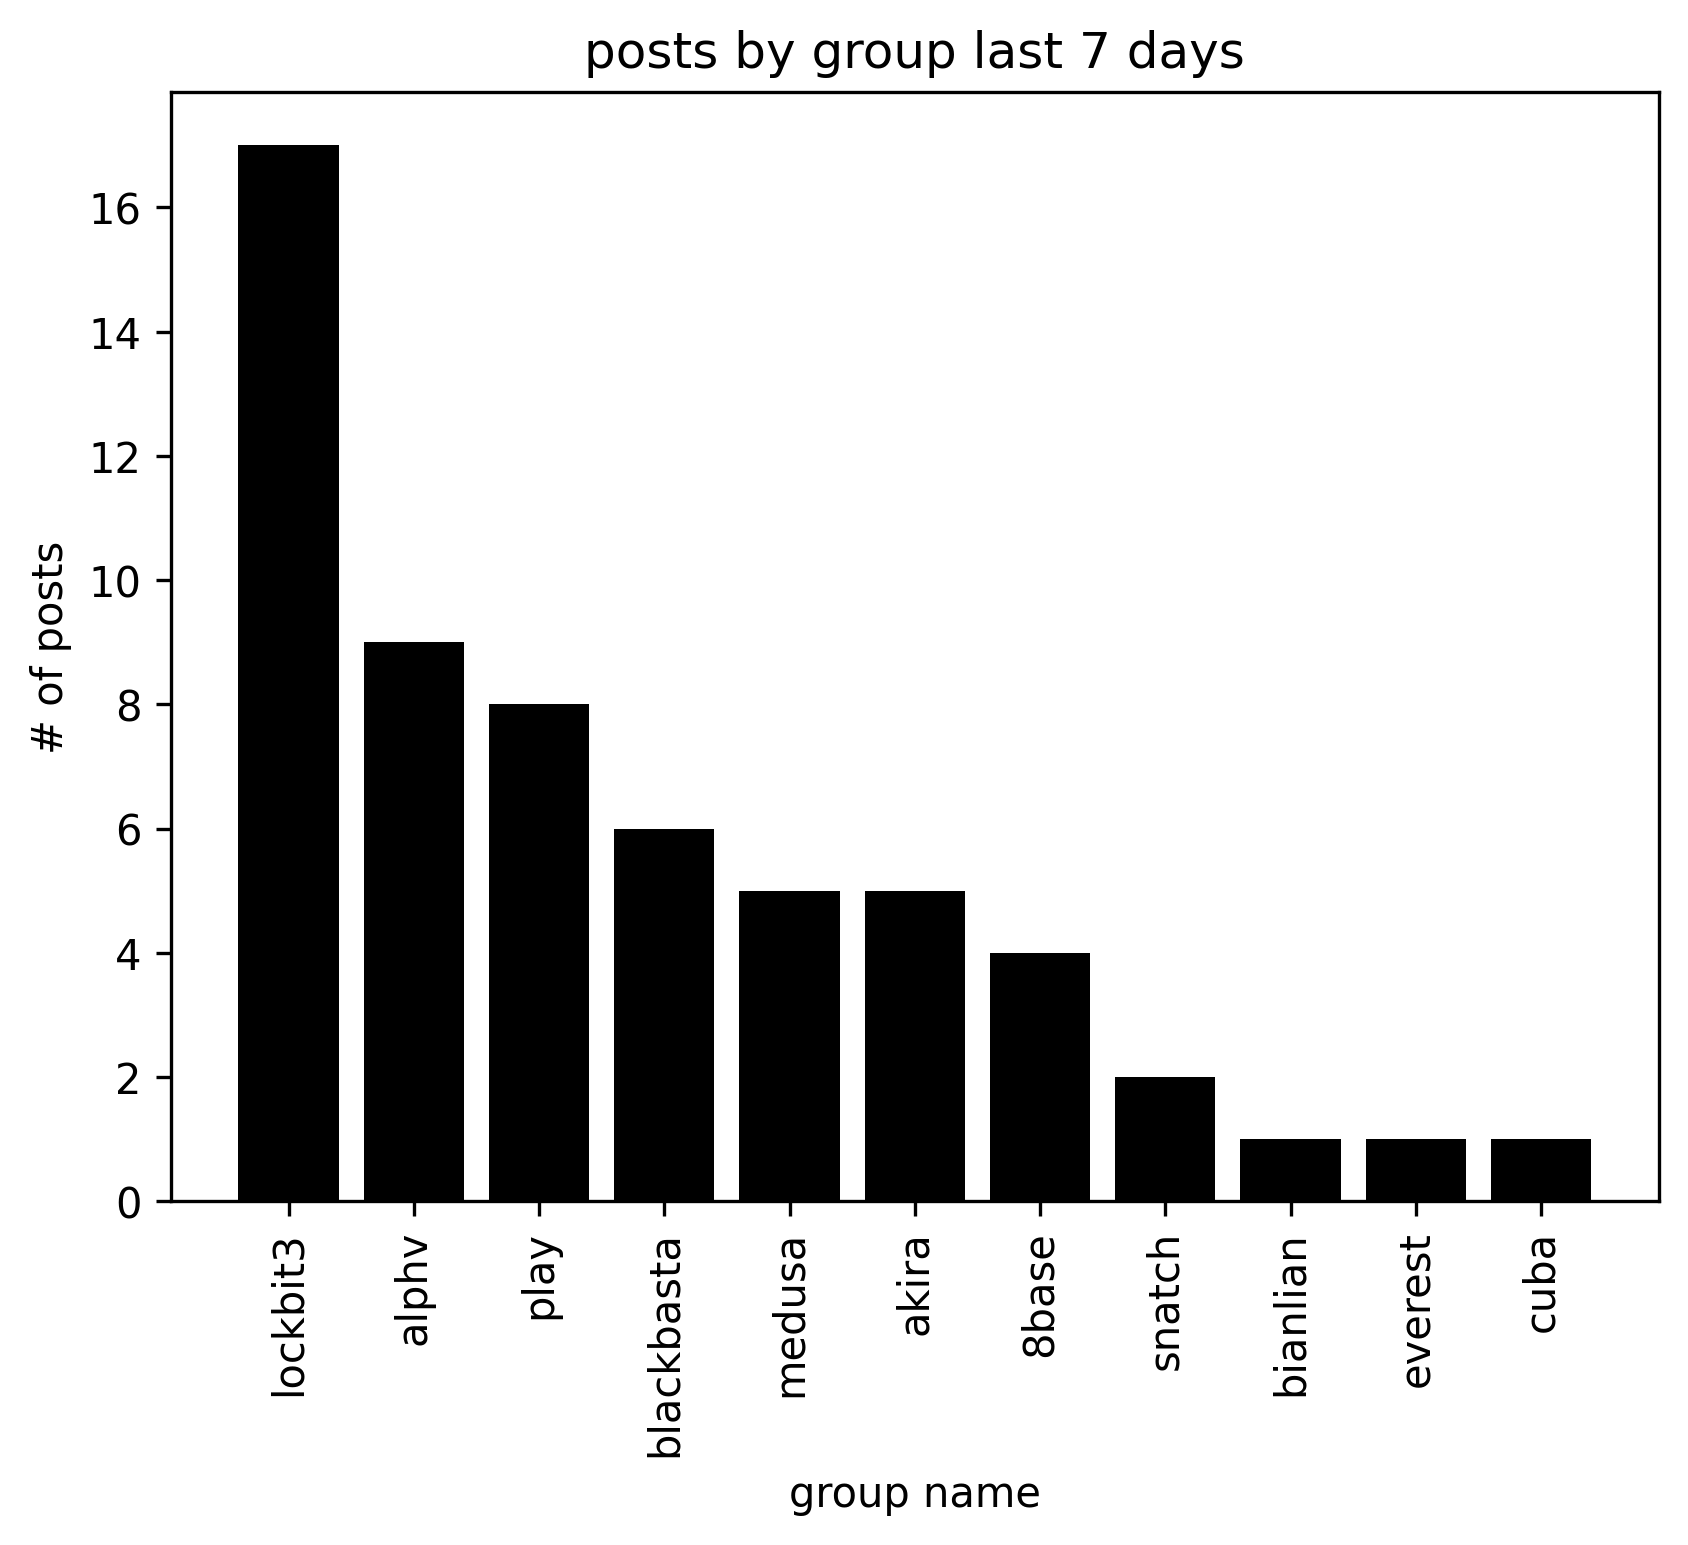 posts by group last 7 days
# of posts
16
14
12
10
8
6
4
2
0
lockbit3
alphv
play
blackbasta
medusa
akira
8base
snatch
bianlian
everest
cuba
group name